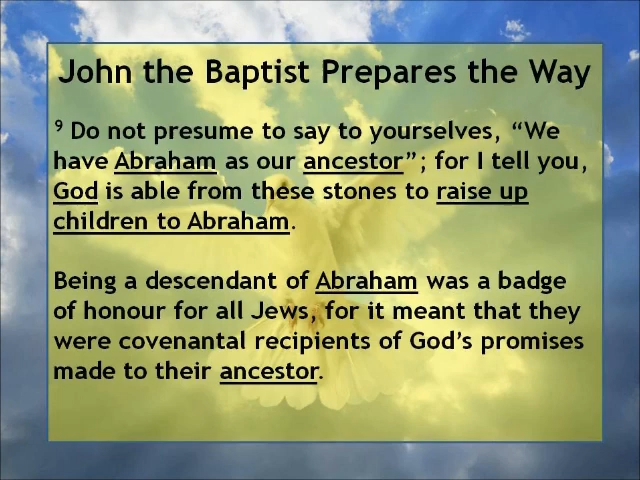 John the Baptist Prepares the Way
9 Do not presume to say to yourselves, “We
have Abraham as our ancestor”; for I tell you,
God is able from these stones to raise up
children to Abraham.
Being a descendant of Abraham was a badge
of honour for all Jews, for it meant that they
were covenantal recipients of God’s promises
made to their ancestor.